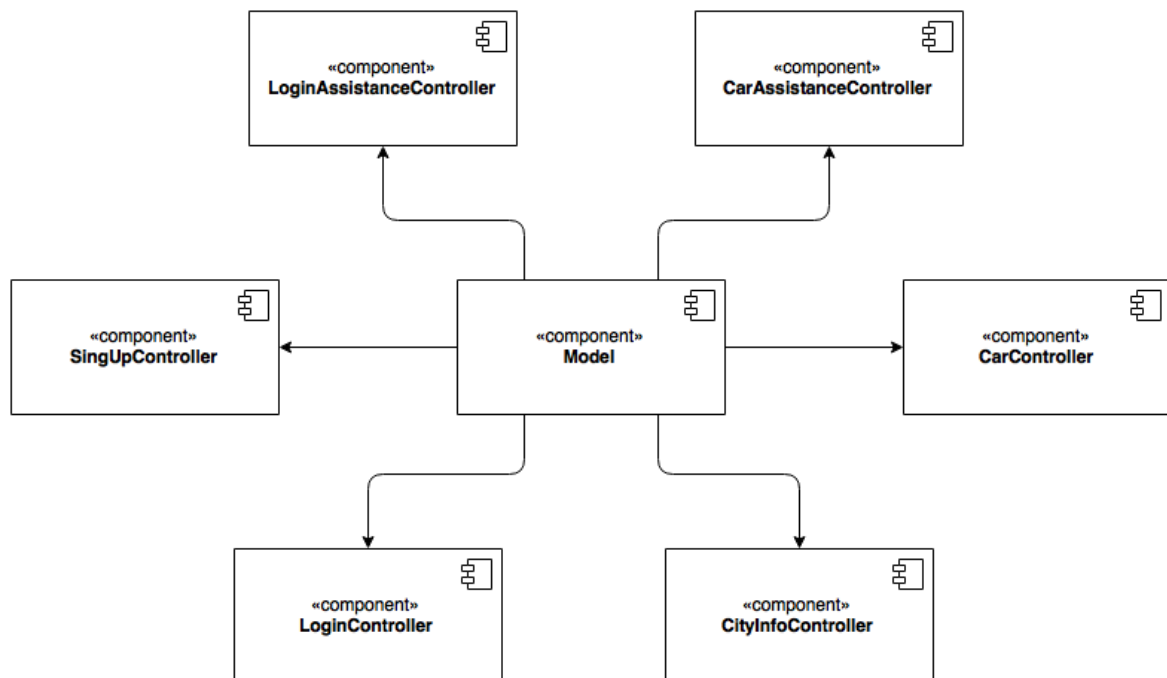 «component»
LoginAssistanceController
«component»
CarAssistanceController
«component»
SingUpController
«component»
Model
«component»
CarController
«component»
LoginController
«component»
CityInfoController